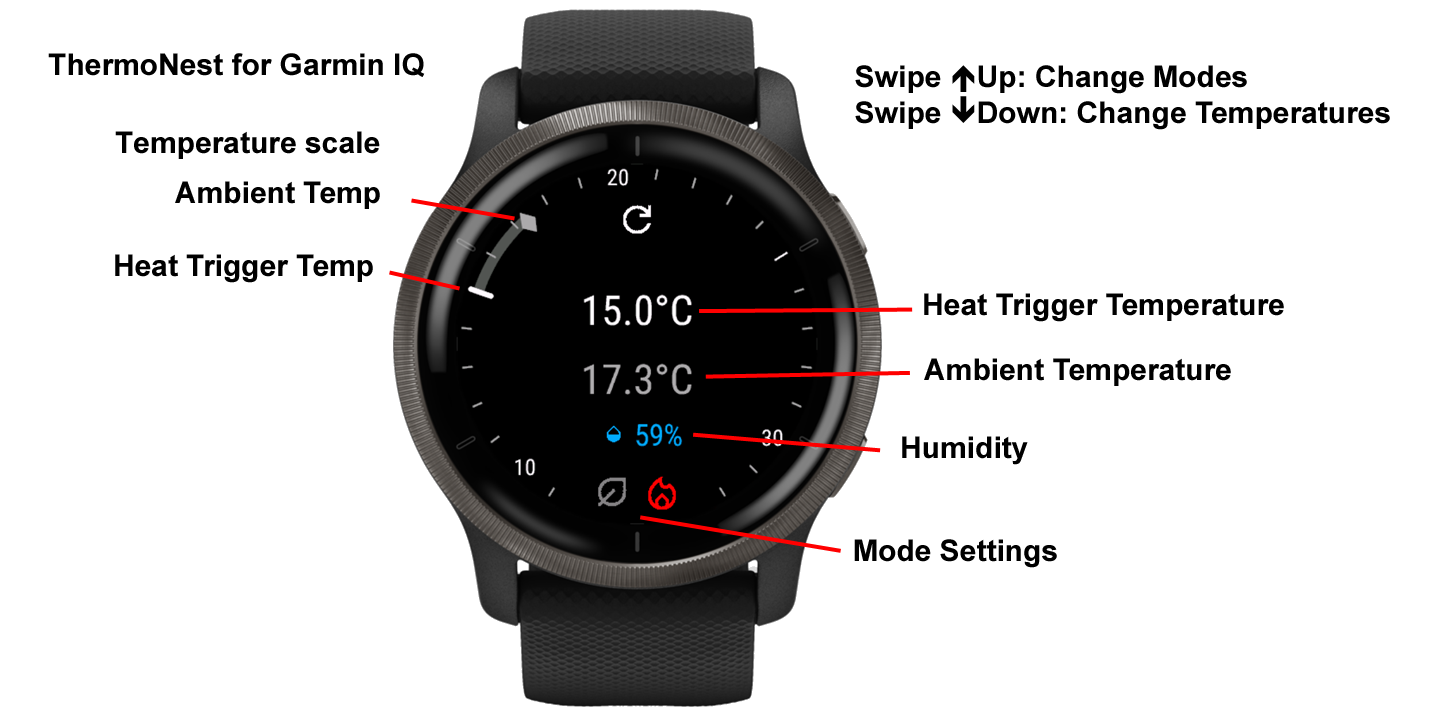 ThermoNest for Garmin IQ
Swipe ↑Up: Change Modes
Swipe ↓Down: Change Temperatures
Temperature scale
Ambient Temp
Heat Trigger Temp
20
15.0°C
Heat Trigger Temperature
17.3°C
Ambient Temperature
59%
30
Humidity
10
Mode Settings